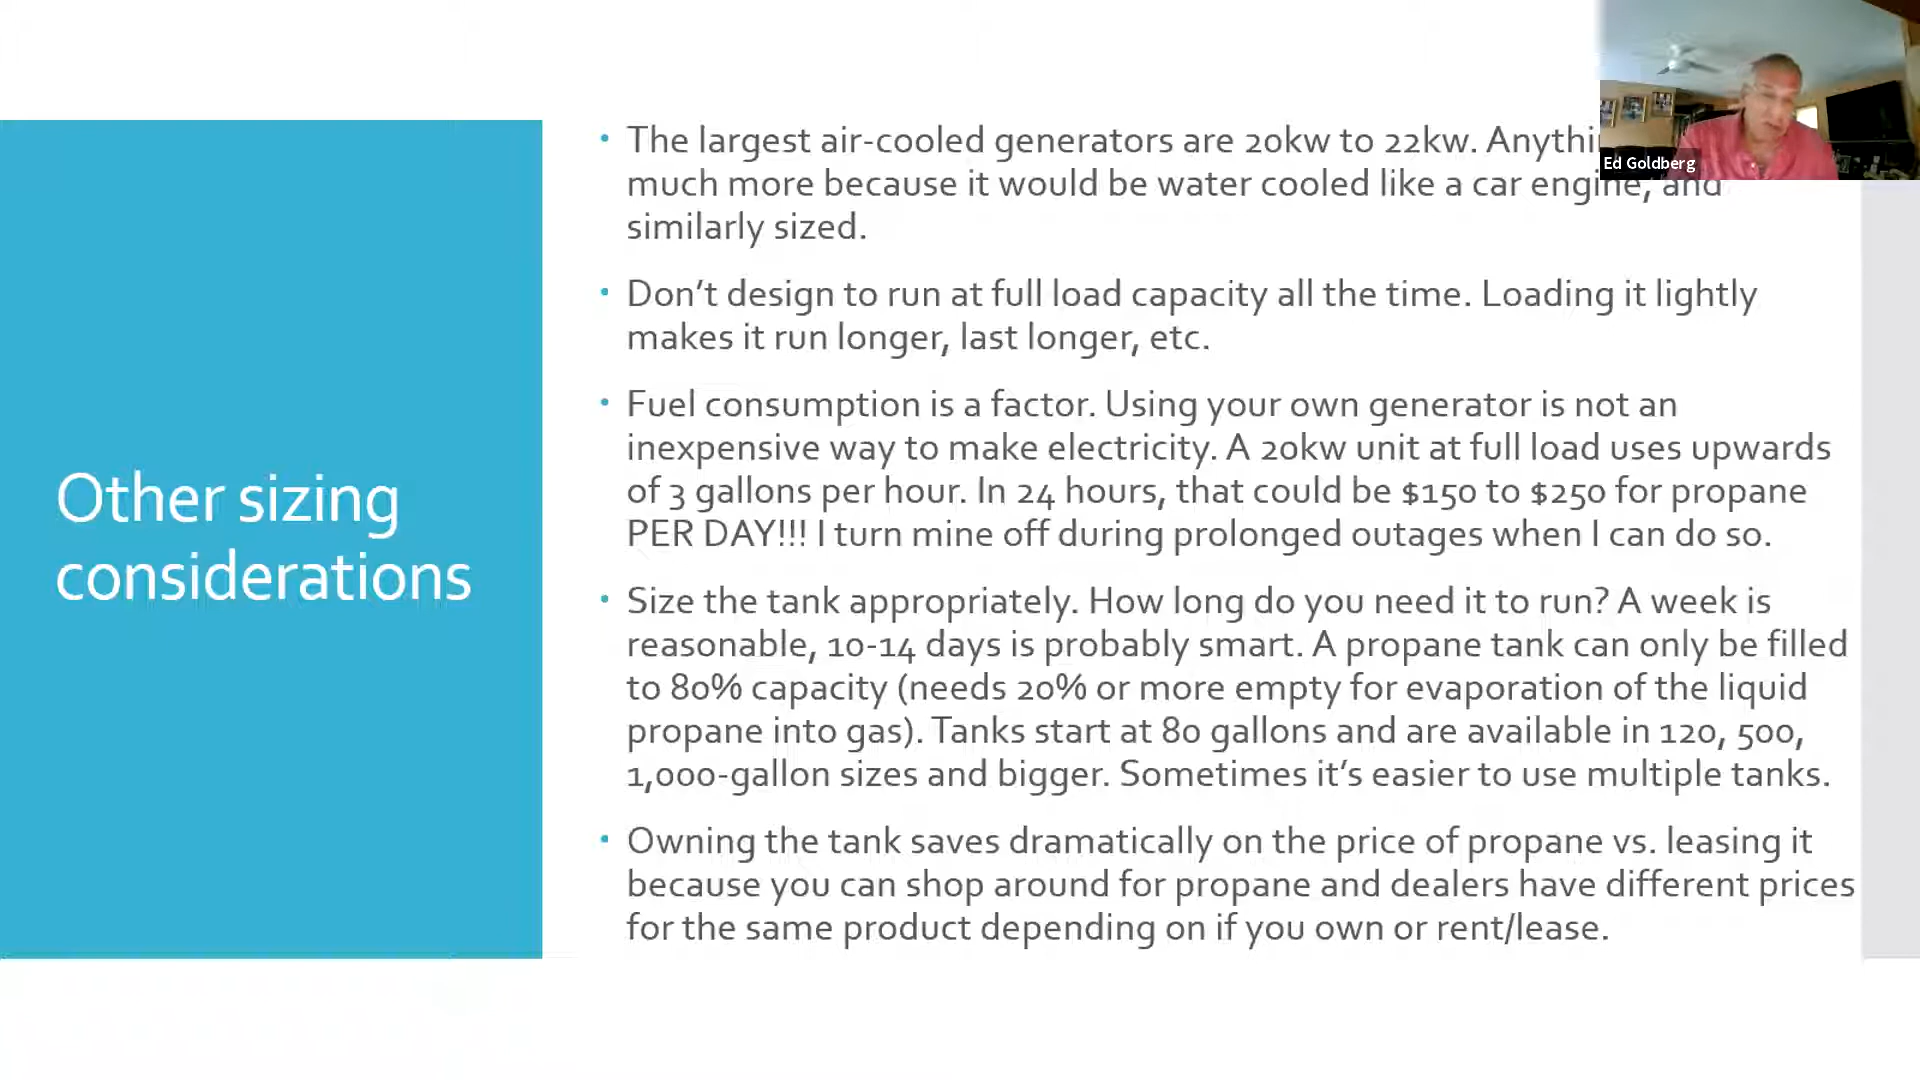 The largest air-cooled generators are 20kw to 22kw.
much more because it would be water cooled like a car engine, and
similarly sized.
Don't design to run at full load capacity all the time. Loading it lightly
makes it run longer, last longer, etc.
Fuel consumption is a factor. Using your own generator is not an
inexpensive way to make electricity. A 20kw unit at full load uses upwards
of 3 gallons per hour. In 24 hours, that could be $150 to $250 for propane
PER DAY!!! I turn mine off during prolonged outages when I can do so.
Size the tank appropriately. How long do you need it to run? A week is
reasonable, 10-14 days is probably smart. A propane tank can only be filled
to 80% capacity (needs 20% or more empty for evaporation of the liquid
propane into gas). Tanks start at 80 gallons and are available in 120, 500,
1,000-gallon sizes and bigger. Sometimes it's easier to use multiple tanks.
Owning the tank saves dramatically on the price of propane vs. leasing it
because you can shop around for propane and dealers have different prices
for the same product depending on if you own or rent/lease.
Other sizing
considerations
Ed Goldberg